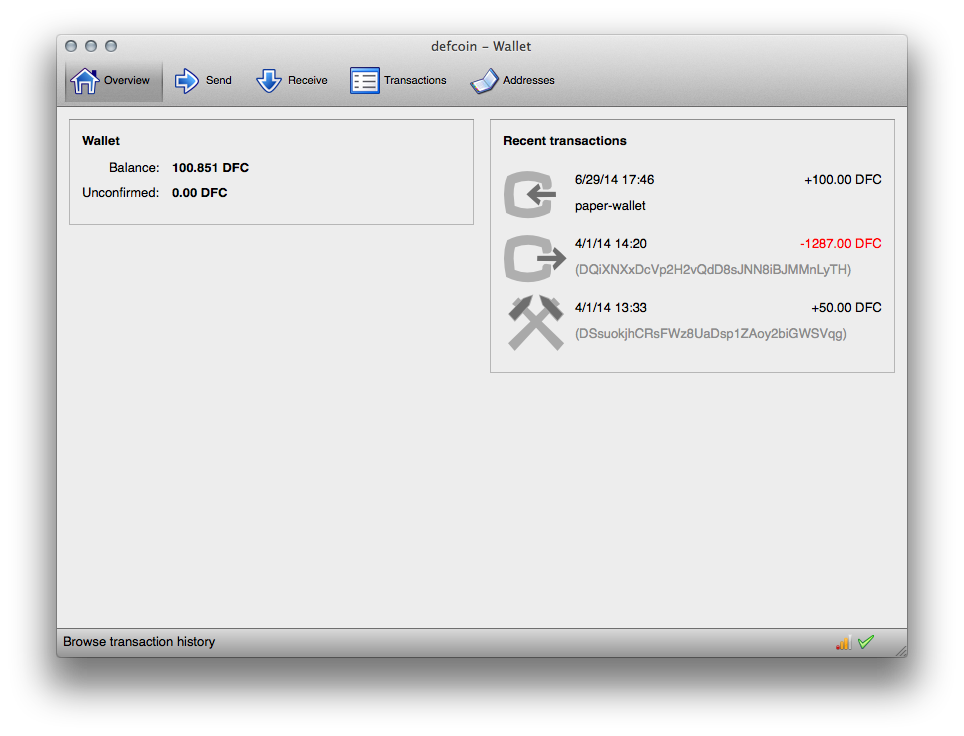 defcoin – Wallet
Overview
Send
Receive
Transactions
Addresses
Wallet
Balance: 100.851 DFC
Unconfirmed: 0.00 DFC
Recent transactions
6/29/14 17:46 +100.00 DFC
paper-wallet
4/1/14 14:20 -1287.00 DFC
(DQiXNXxDcVp2H2vQdD8sJNN8iBJMMnLyTH)
4/1/14 13:33 +50.00 DFC
(DSsuokjhCRsFWz8UaDsp1ZAoy2biGWSVqg)
Browse transaction history